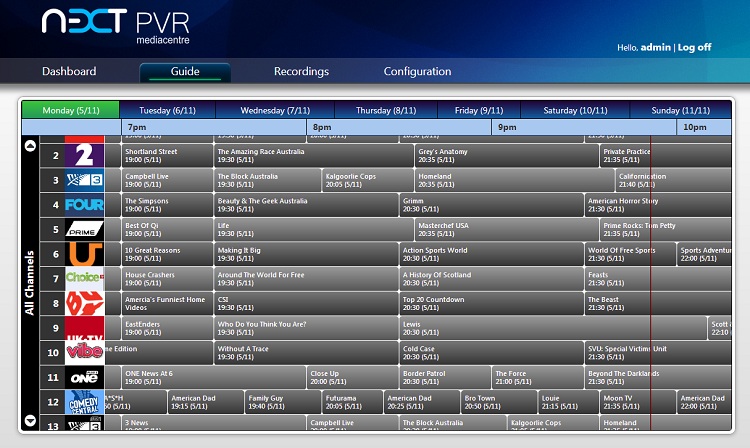 NEXT PVR
mediacentre
Hello, admin | Log off
Dashboard Guide Recordings Configuration
Monday (5/11) Tuesday (6/11) Wednesday (7/11) Thursday (8/11) Friday (9/11) Saturday (10/11) Sunday (11/11)
7pm 8pm 9pm 10pm
All Channels
2 2 Shortland Street The Amazing Race Australia Grey's Anatomy Private Practice
19:00 (5/11) 19:30 (5/11) 20:35 (5/11) 21:35 (5/11)
3 3 Campbell Live The Block Australia Kalgoorlie Cops Homeland Californication
19:00 (5/11) 19:30 (5/11) 20:05 (5/11) 20:35 (5/11) 21:40 (5/11)
4 FOUR The Simpsons Beauty & The Geek Australia Grimm American Horror Story
19:00 (5/11) 19:30 (5/11) 20:30 (5/11) 21:30 (5/11)
5 PRIME Best Of Qi Life Masterchef USA Prime Rocks: Tom Petty
19:00 (5/11) 19:30 (5/11) 20:35 (5/11) 21:35 (5/11)
6 10 Great Reasons Making It Big Action Sports World World Of Free Sports Sports Adventu
19:00 (5/11) 19:30 (5/11) 20:30 (5/11) 21:30 (5/11) 22:00 (5/11)
7 Choice House Crashers Around The World For Free A History Of Scotland Feasts
19:00 (5/11) 19:30 (5/11) 20:30 (5/11) 21:30 (5/11)
8 Amercia's Funniest Home CSI Top 20 Countdown The Beast
Videos 19:30 (5/11) 20:30 (5/11) 21:30 (5/11)
9 UKTV EastEnders Who Do You Think You Are? Lewis Scott
19:00 (5/11) 19:30 (5/11) 20:30 (5/11) 22:10
10 vibe me Edition Without A Trace Cold Case SVU: Special Victims Unit
19:30 (5/11) 20:30 (5/11) 21:30 (5/11)
11 ONE ONE News At 6 Close Up Border Patrol The Force Beyond The Darklands
19:00 (5/11) 20:00 (5/11) 20:30 (5/11) 21:00 (5/11) 21:30 (5/11)
12 COMEDY CENTRAL A*S*H American Dad Family Guy Futurama American Dad Bro Town Louie Moon TV American Dad
50 (5/11) 19:15 (5/11) 19:40 (5/11) 20:00 (5/11) 20:25 (5/11) 20:50 (5/11) 21:15 (5/11) 21:35 (5/11) 22:00 (5/11)
13 3 News Campbell Live The Block Australia Kalgoorlie Cops Homeland